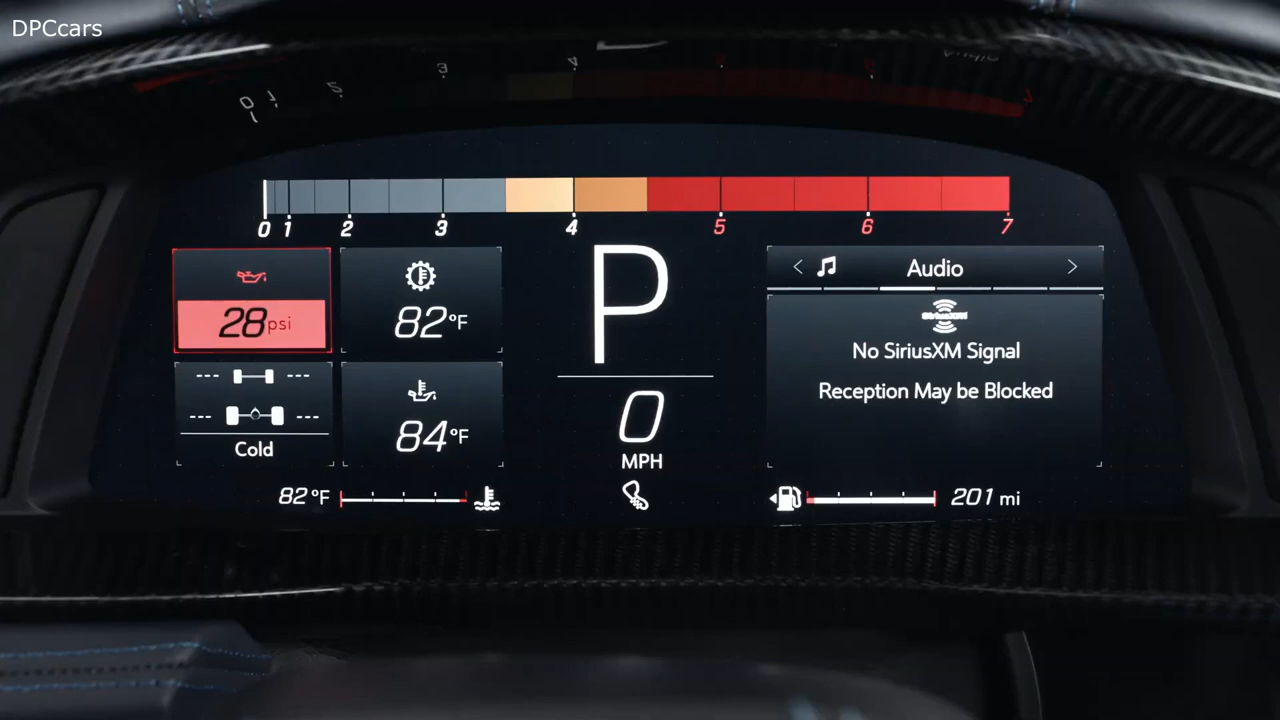 DPCcars
0 1 2 3 4 5 6 7
28 psi
82 °F
P
< Audio >
SiriusXM
No SiriusXM Signal
Reception May be Blocked
--- ---
--- ---
Cold
84 °F
0
MPH
82 °F
201 mi